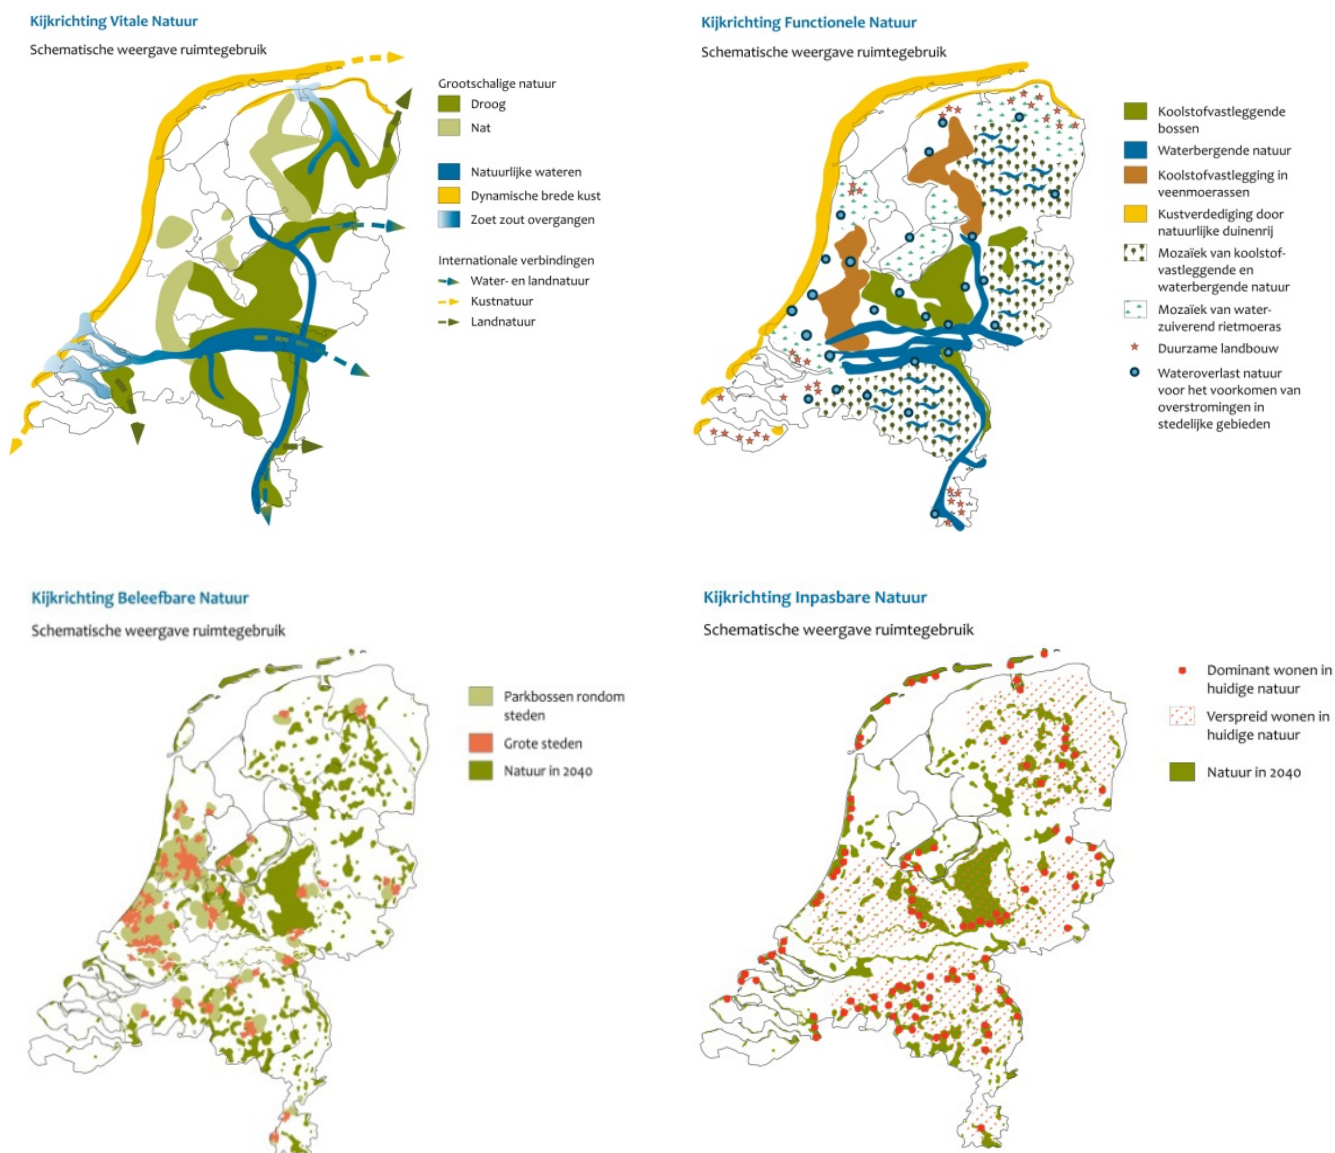 Kijkrichting Vitale Natuur
Schematische weergave ruimtegebruik
Grootschalige natuur
Droog
Nat
Natuurlijke wateren
Dynamische brede kust
Zoet zout overgangen
Internationale verbindingen
Water- en landnatuur
Kustnatuur
Landnatuur
Kijkrichting Functionele Natuur
Schematische weergave ruimtegebruik
Koolstofvastleggende
bossen
Waterbergende natuur
Koolstofvastlegging in
veenmoerassen
Kustverdediging door
natuurlijke duinenrij
Mozaïek van koolstof-
vastleggende en
waterbergende natuur
Mozaïek van water-
zuiverend rietmoeras
Duurzame landbouw
Wateroverlast natuur
voor het voorkomen van
overstromingen in
stedelijke gebieden
Kijkrichting Beleefbare Natuur
Schematische weergave ruimtegebruik
Parkbossen rondom
steden
Grote steden
Natuur in 2040
Kijkrichting Inpasbare Natuur
Schematische weergave ruimtegebruik
Dominant wonen in
huidige natuur
Verspreid wonen in
huidige natuur
Natuur in 2040